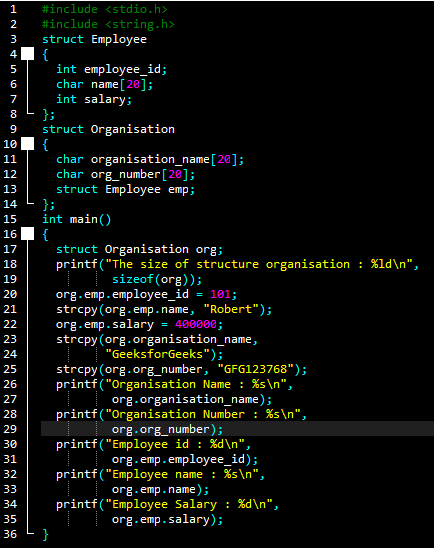 1 #include <stdio.h>
2 #include <string.h>
3 struct Employee
4 {
5   int employee_id;
6   char name[20];
7   int salary;
8 };
9 struct Organisation
10 {
11   char organisation_name[20];
12   char org_number[20];
13   struct Employee emp;
14 };
15 int main()
16 {
17   struct Organisation org;
18   printf("The size of structure organisation : %ld\n",
19           sizeof(org));
20   org.emp.employee_id = 101;
21   strcpy(org.emp.name, "Robert");
22   org.emp.salary = 400000;
23   strcpy(org.organisation_name,
24          "GeeksforGeeks");
25   strcpy(org.org_number, "GFG123768");
26   printf("Organisation Name : %s\n",
27           org.organisation_name);
28   printf("Organisation Number : %s\n",
29           org.org_number);
30   printf("Employee id : %d\n",
31           org.emp.employee_id);
32   printf("Employee name : %s\n",
33           org.emp.name);
34   printf("Employee Salary : %d\n",
35           org.emp.salary);
36 }